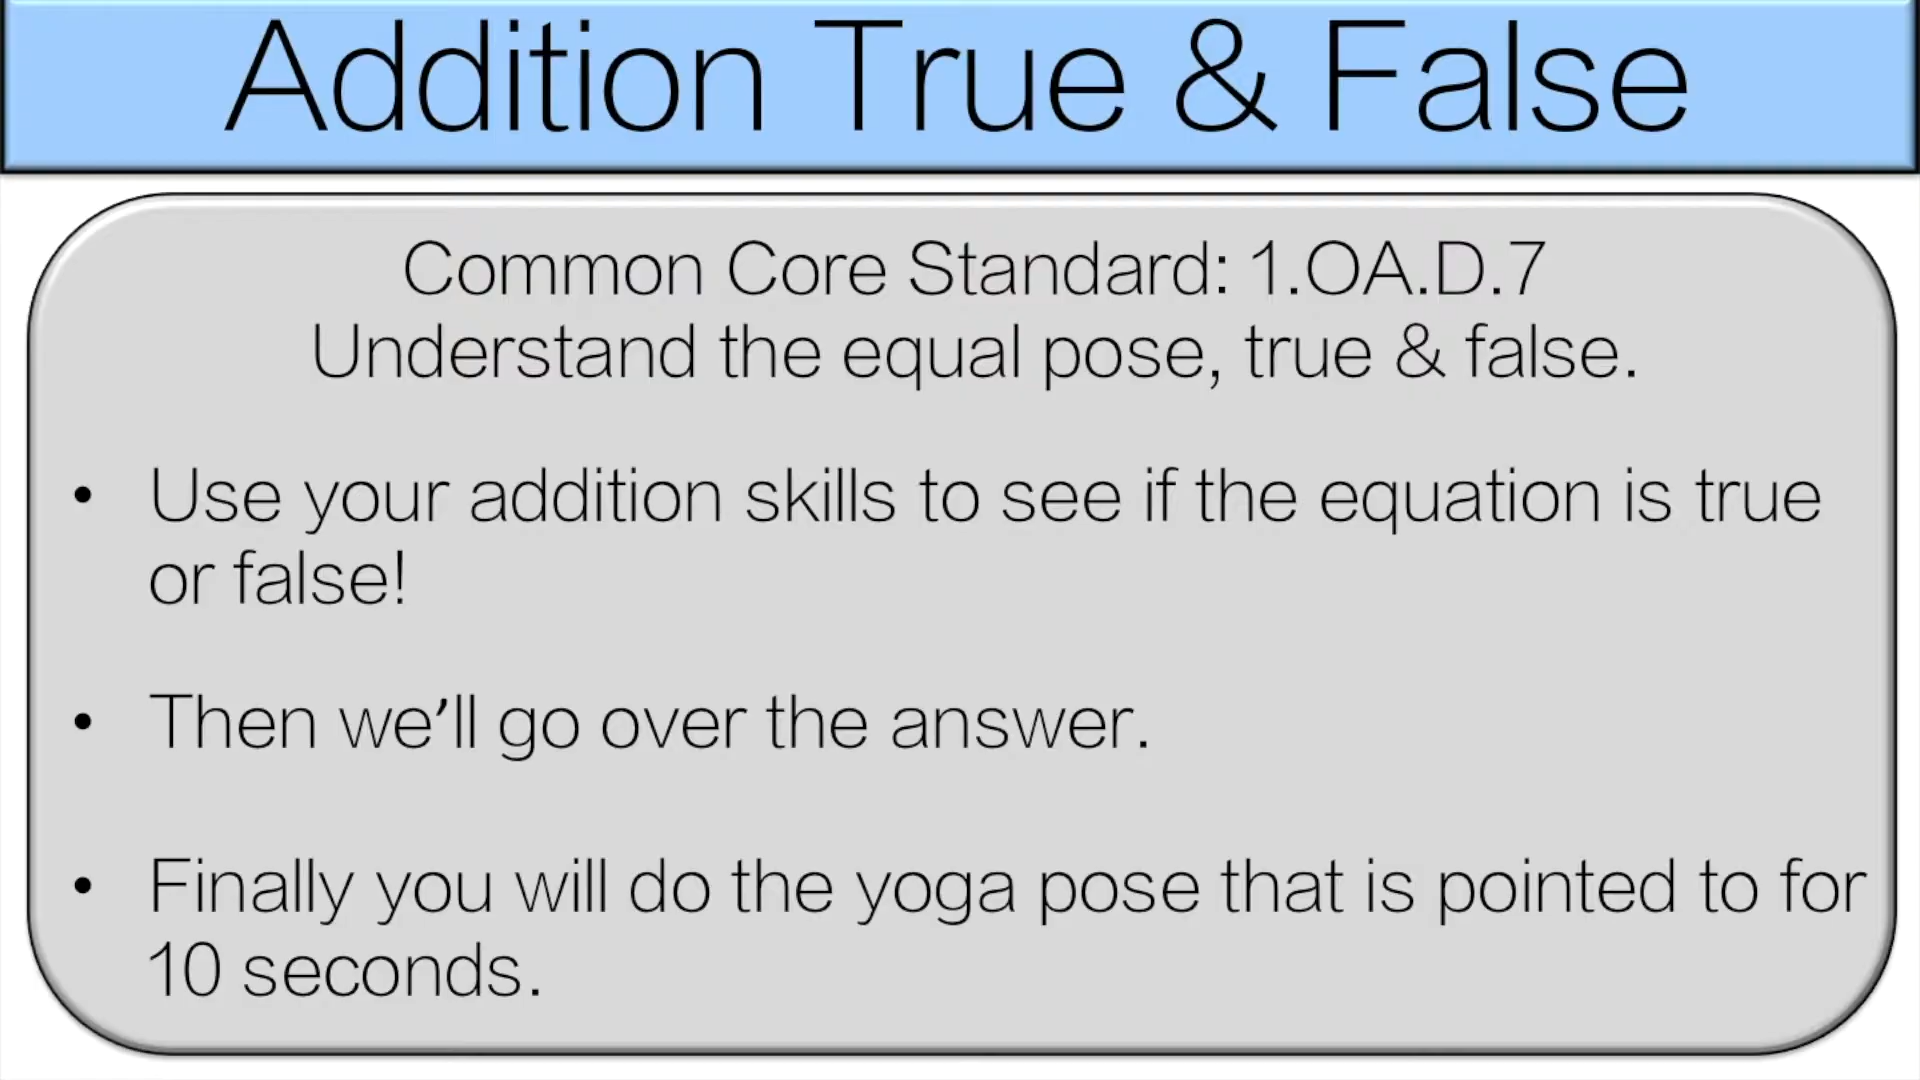 Addition True & False
Common Core Standard: 1.OA.D.7
Understand the equal pose, true & false.
• Use your addition skills to see if the equation is true
or false!
• Then we’ll go over the answer.
• Finally you will do the yoga pose that is pointed to for
10 seconds.